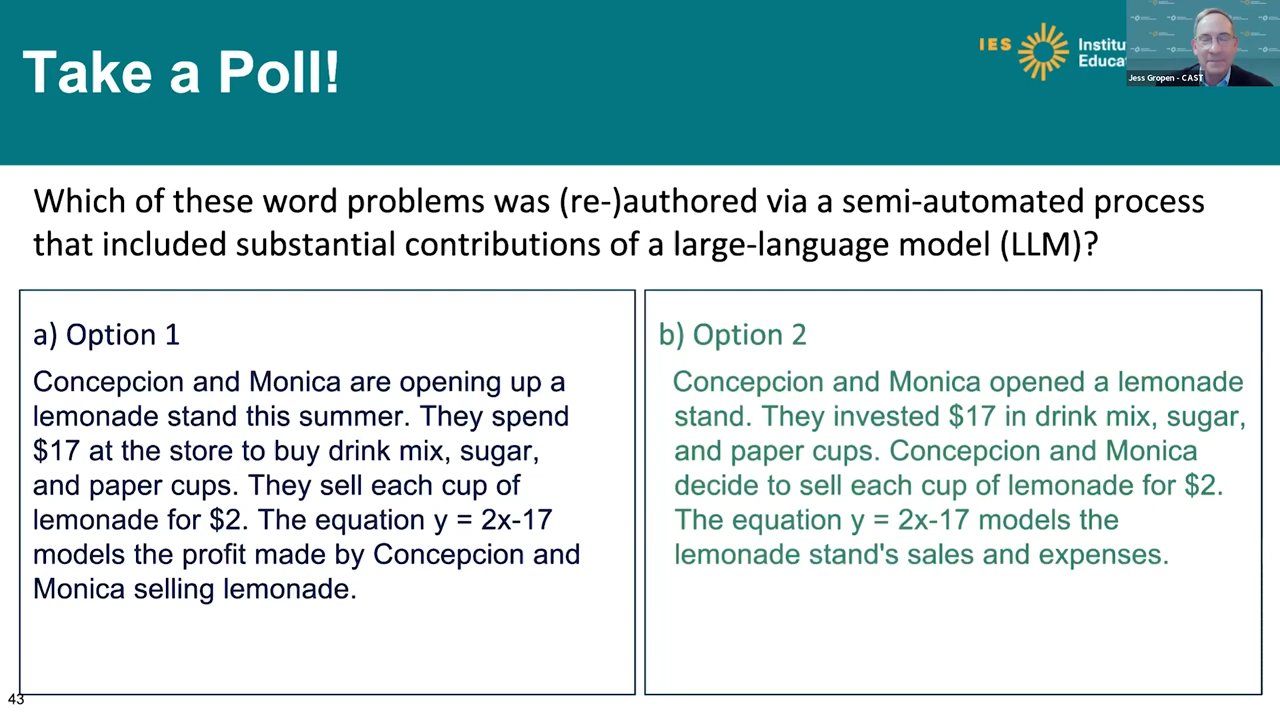 Take a Poll!
IES
Institu
Educat
Jess Gropen - CAST
Which of these word problems was (re-)authored via a semi-automated process
that included substantial contributions of a large-language model (LLM)?
a) Option 1
Concepcion and Monica are opening up a
lemonade stand this summer. They spend
$17 at the store to buy drink mix, sugar,
and paper cups. They sell each cup of
lemonade for $2. The equation y = 2x-17
models the profit made by Concepcion and
Monica selling lemonade.
b) Option 2
Concepcion and Monica opened a lemonade
stand. They invested $17 in drink mix, sugar,
and paper cups. Concepcion and Monica
decide to sell each cup of lemonade for $2.
The equation y = 2x-17 models the
lemonade stand's sales and expenses.
43